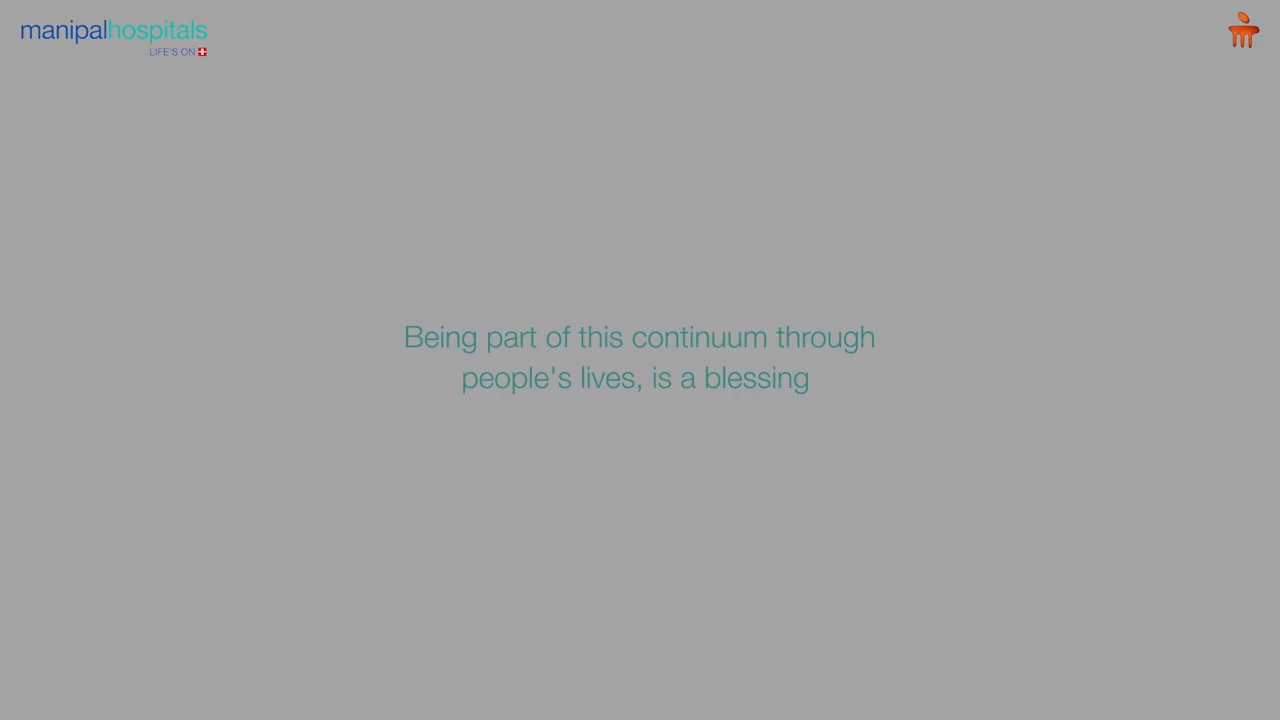 manipalhospitals
LIFE'S ON
Being part of this continuum through
people's lives, is a blessing